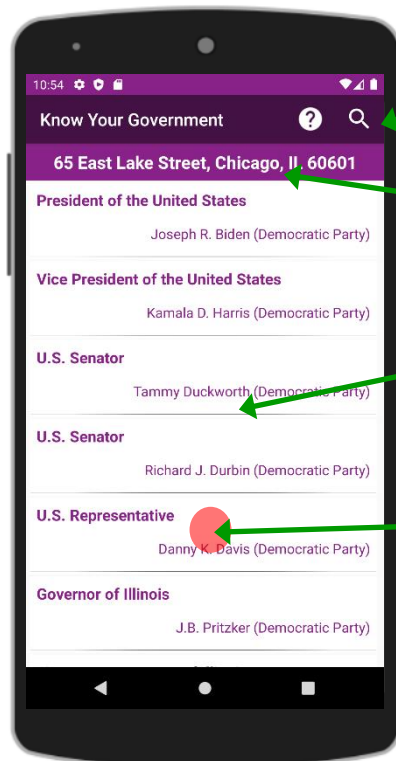 10:54
Know Your Government
65 East Lake Street, Chicago, IL 60601
President of the United States
Joseph R. Biden (Democratic Party)
Vice President of the United States
Kamala D. Harris (Democratic Party)
U.S. Senator
Tammy Duckworth (Democratic Party)
U.S. Senator
Richard J. Durbin (Democratic Party)
U.S. Representative
Danny K. Davis (Democratic Party)
Governor of Illinois
J.B. Pritzker (Democratic Party)